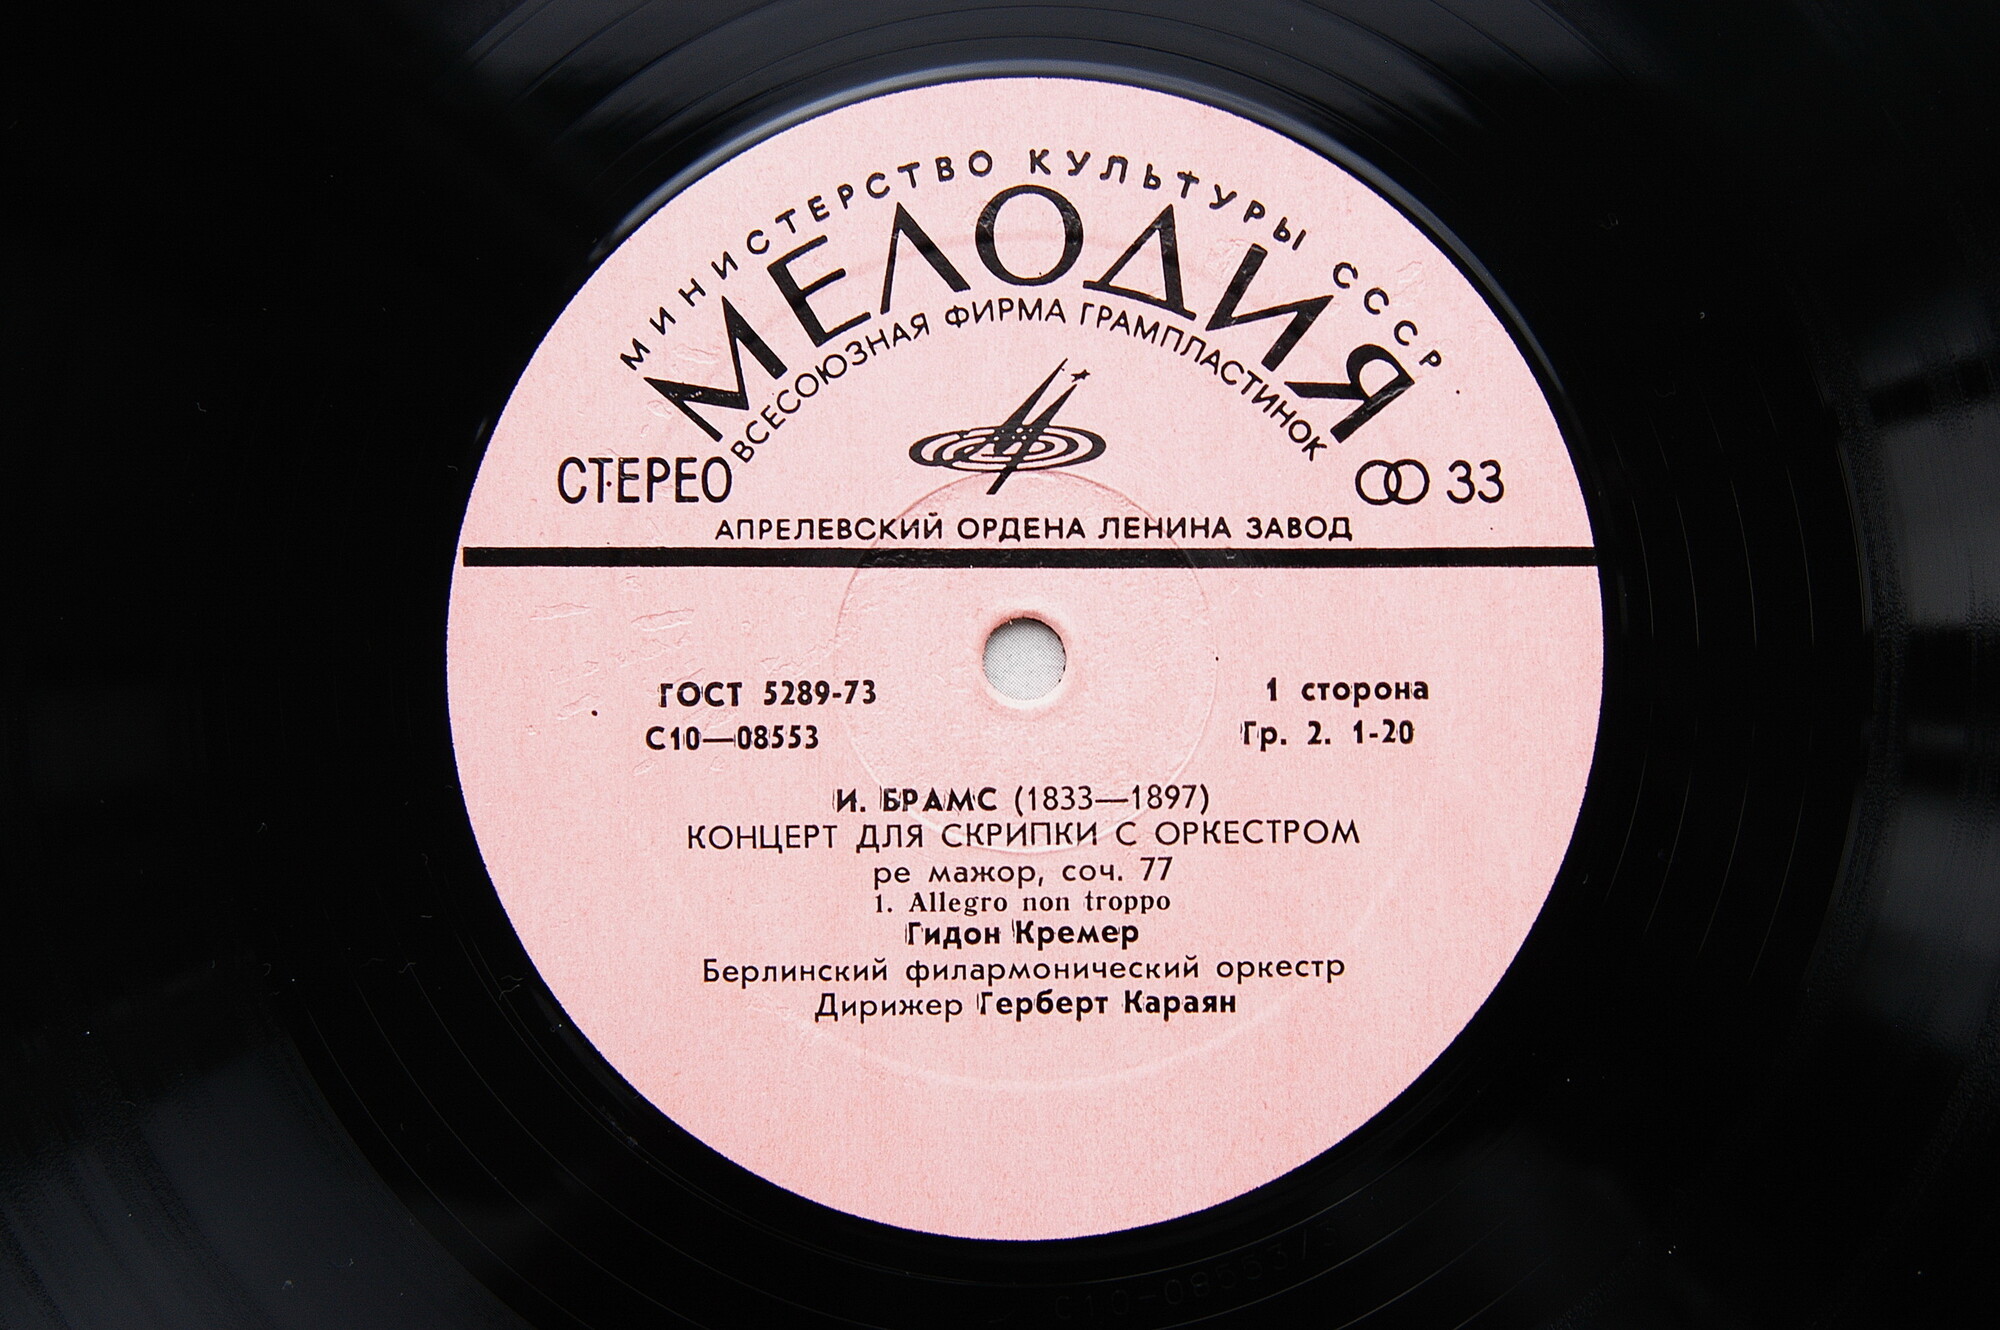 МИНИСТЕРСТВО КУЛЬТУРЫ СССР
МЕЛОДИЯ
ВСЕСОЮЗНАЯ ФИРМА ГРАМПЛАСТИНОК
СТЕРЕО 33
АПРЕЛЕВСКИЙ ОРДЕНА ЛЕНИНА ЗАВОД
ГОСТ 5289-73 1 сторона
С10—08553 Гр. 2. 1-20
И. БРАМС (1833—1897)
КОНЦЕРТ ДЛЯ СКРИПКИ С ОРКЕСТРОМ
ре мажор, соч. 77
1. Allegro non troppo
Гидон Кремер
Берлинский филармонический оркестр
Дирижер Герберт Караян